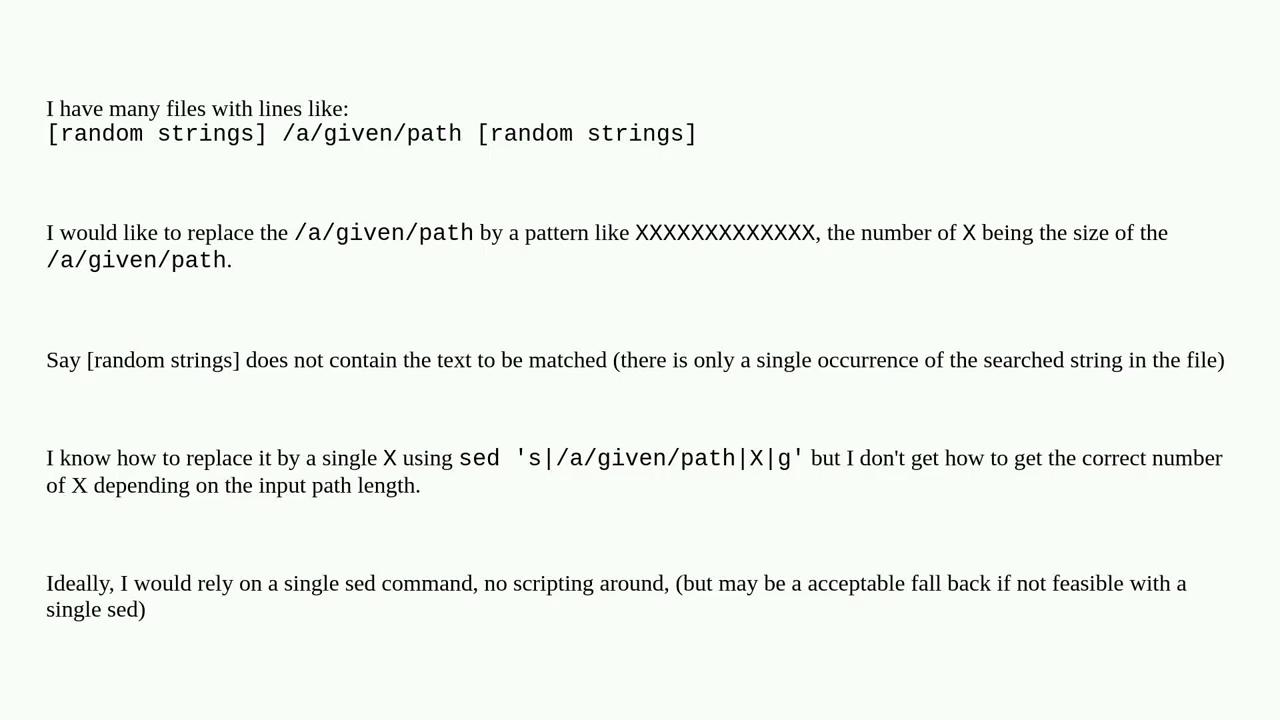 I have many files with lines like:
[random strings] /a/given/path [random strings]
I would like to replace the /a/given/path by a pattern like XXXXXXXXXXXXX, the number of X being the size of the
/a/given/path.
Say [random strings] does not contain the text to be matched (there is only a single occurrence of the searched string in the file)
I know how to replace it by a single X using sed 's|/a/given/path|X|g' but I don't get how to get the correct number
of X depending on the input path length.
Ideally, I would rely on a single sed command, no scripting around, (but may be a acceptable fall back if not feasible with a
single sed)